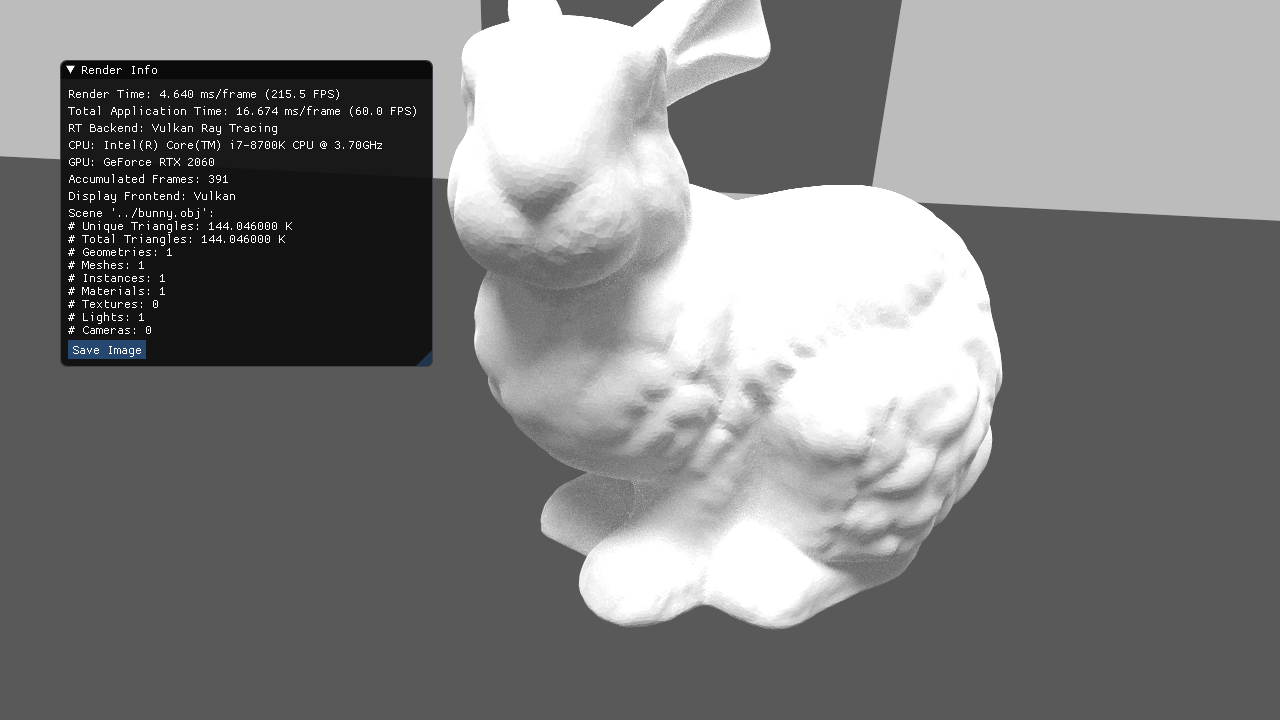 Render Info
Render Time: 4.640 ms/frame (215.5 FPS)
Total Application Time: 16.674 ms/frame (60.0 FPS)
RT Backend: Vulkan Ray Tracing
CPU: Intel(R) Core(TM) i7-8700K CPU @ 3.70GHz
GPU: GeForce RTX 2060
Accumulated Frames: 391
Display Frontend: Vulkan
Scene '../bunny.obj':
# Unique Triangles: 144.046000 K
# Total Triangles: 144.046000 K
# Geometries: 1
# Meshes: 1
# Instances: 1
# Materials: 1
# Textures: 0
# Lights: 1
# Cameras: 0
Save Image